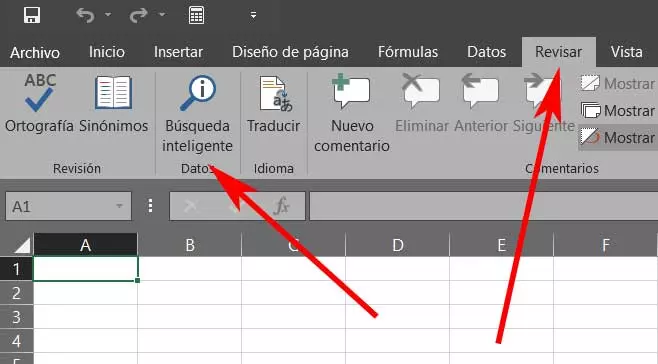 Archivo Inicio Insertar Diseño de página Fórmulas Datos Revisar Vista
ABC
Ortografía Sinónimos Búsqueda inteligente Traducir Nuevo comentario Eliminar Anterior Siguiente Mostrar
Mostrar
Mostrar
Revisión Datos Idioma Comentarios
A1 fx
A B C D E F
1
2
3
4